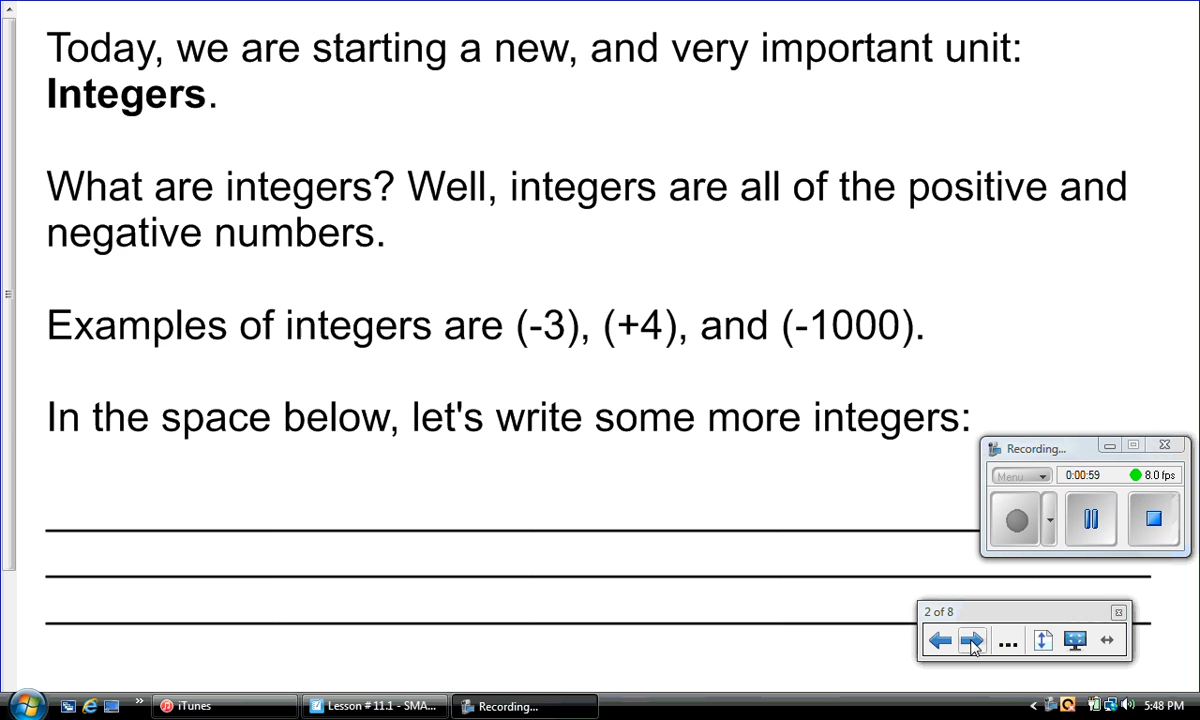 Today, we are starting a new, and very important unit:
Integers.
What are integers? Well, integers are all of the positive and
negative numbers.
Examples of integers are (-3), (+4), and (-1000).
In the space below, let's write some more integers:
Recording...
Menu
0:00:59
8.0 fps
2 of 8
iTunes
Lesson # 11.1 - SMA...
Recording...
5:48 PM